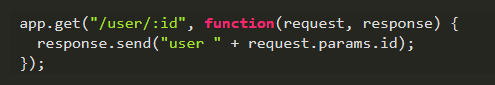 app.get("/user/:id", function(request, response) {
  response.send("user " + request.params.id);
});